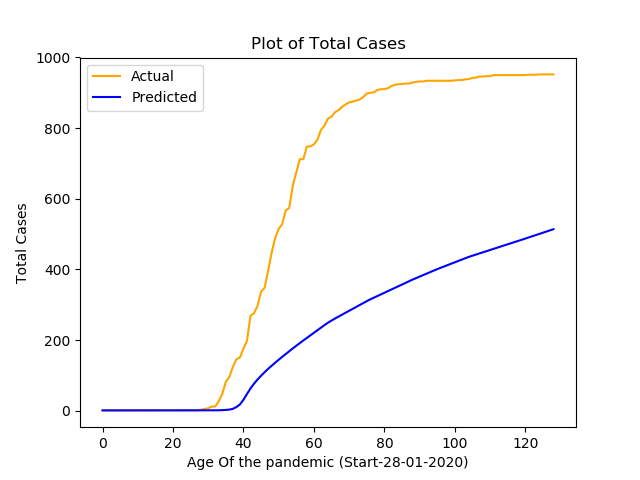 Plot of Total Cases
Actual
Predicted
1000
800
600
400
200
0
Total Cases
0 20 40 60 80 100 120
Age Of the pandemic (Start-28-01-2020)